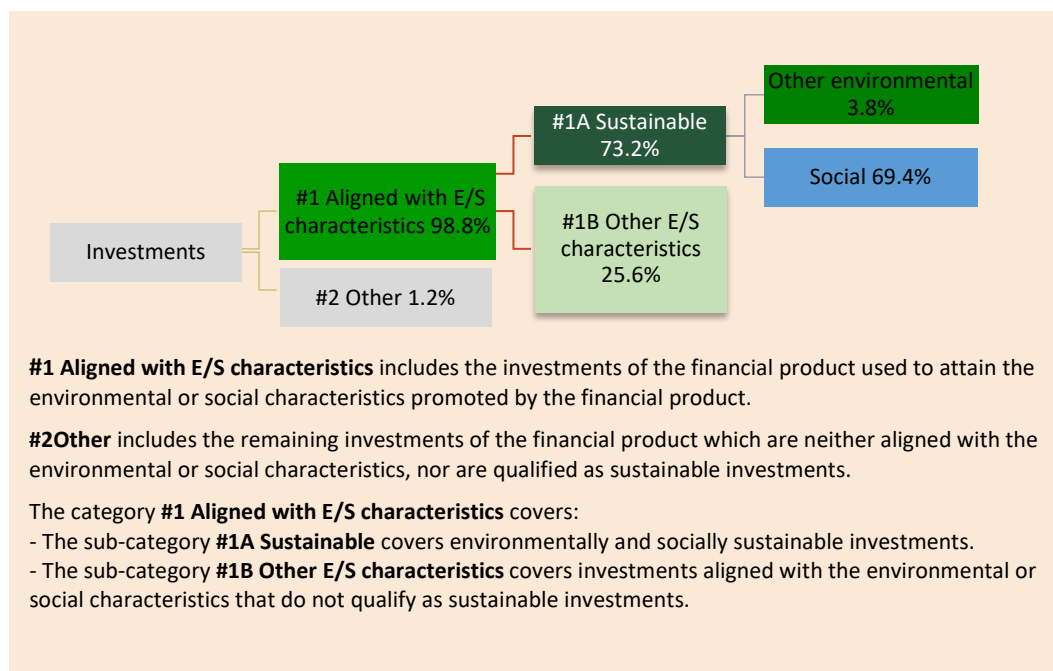 Other environmental
3.8%
#1A Sustainable
73.2%
Social 69.4%
#1 Aligned with E/S
characteristics 98.8%
#1B Other E/S
characteristics
25.6%
Investments
#2 Other 1.2%
#1 Aligned with E/S characteristics includes the investments of the financial product used to attain the
environmental or social characteristics promoted by the financial product.
#2Other includes the remaining investments of the financial product which are neither aligned with the
environmental or social characteristics, nor are qualified as sustainable investments.
The category #1 Aligned with E/S characteristics covers:
- The sub-category #1A Sustainable covers environmentally and socially sustainable investments.
- The sub-category #1B Other E/S characteristics covers investments aligned with the environmental or
social characteristics that do not qualify as sustainable investments.